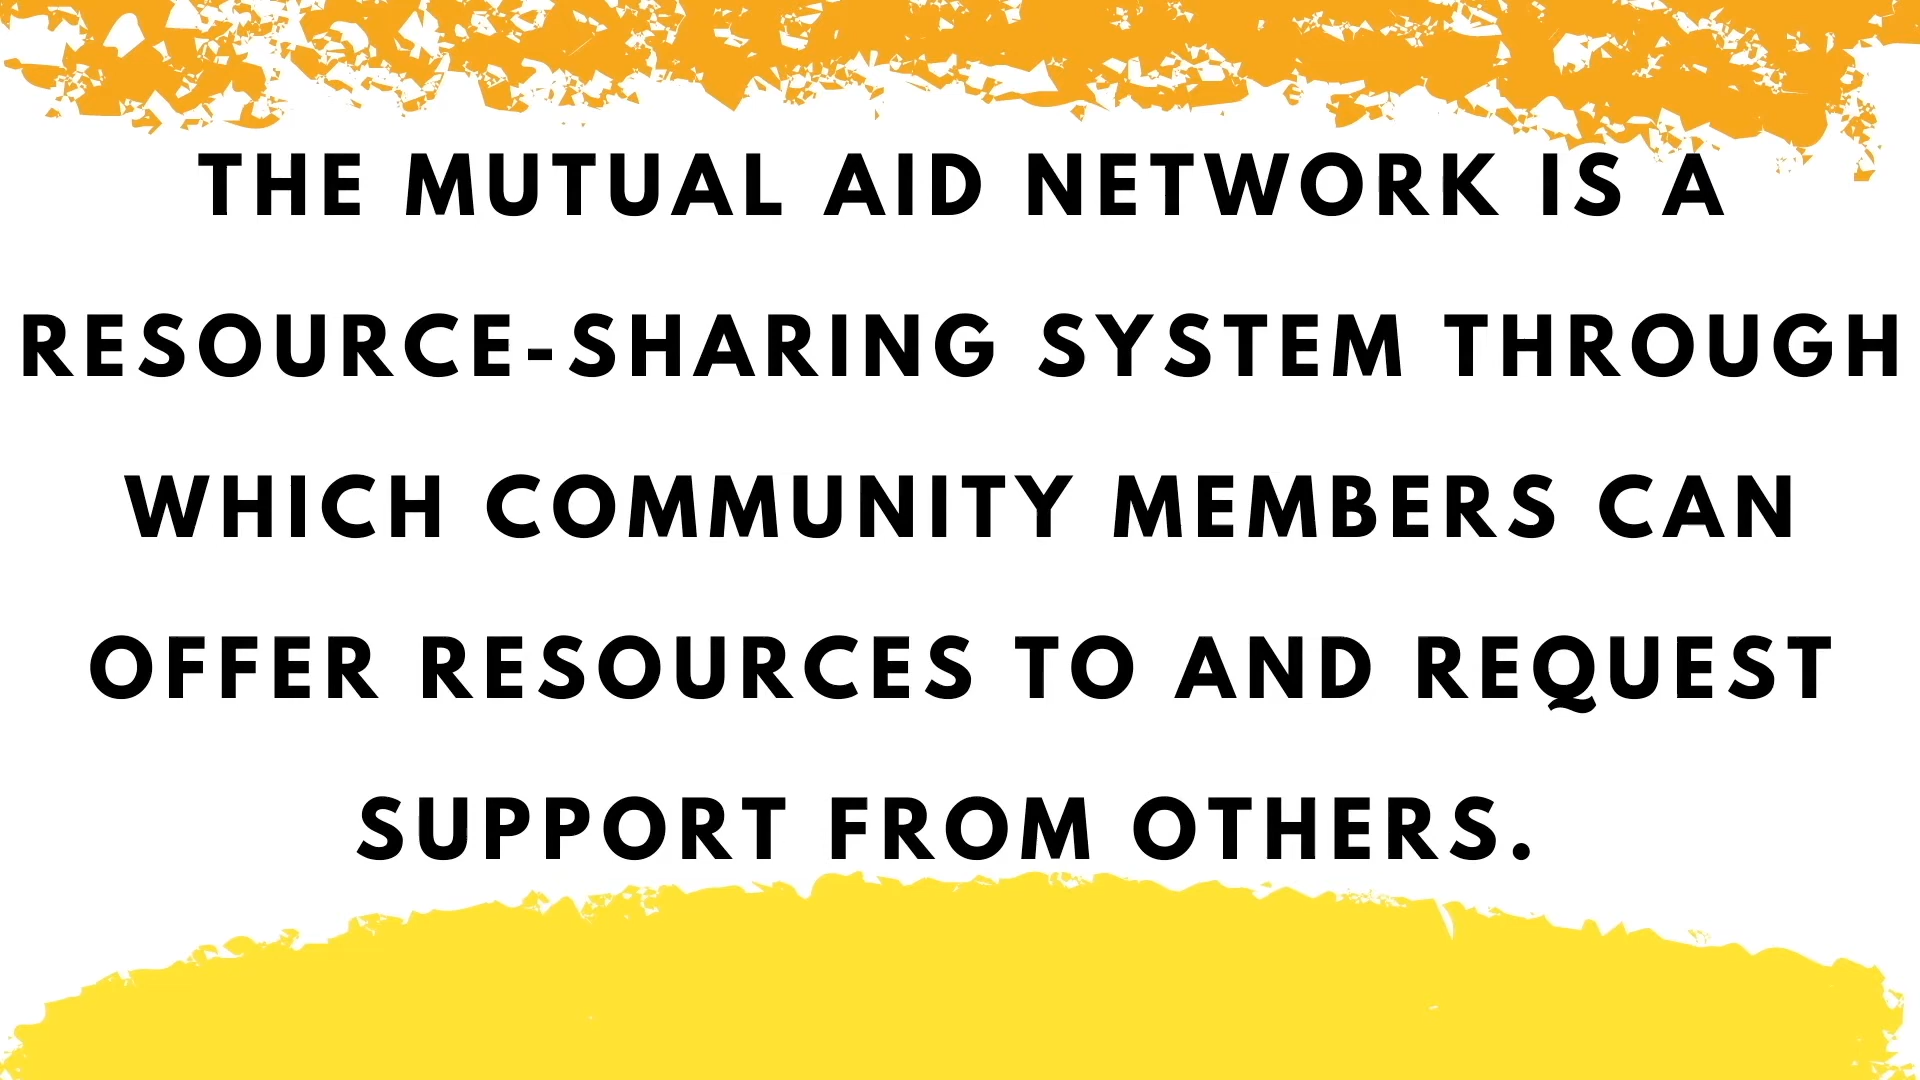 THE MUTUAL AID NETWORK IS A
RESOURCE-SHARING SYSTEM THROUGH
WHICH COMMUNITY MEMBERS CAN
OFFER RESOURCES TO AND REQUEST
SUPPORT FROM OTHERS.